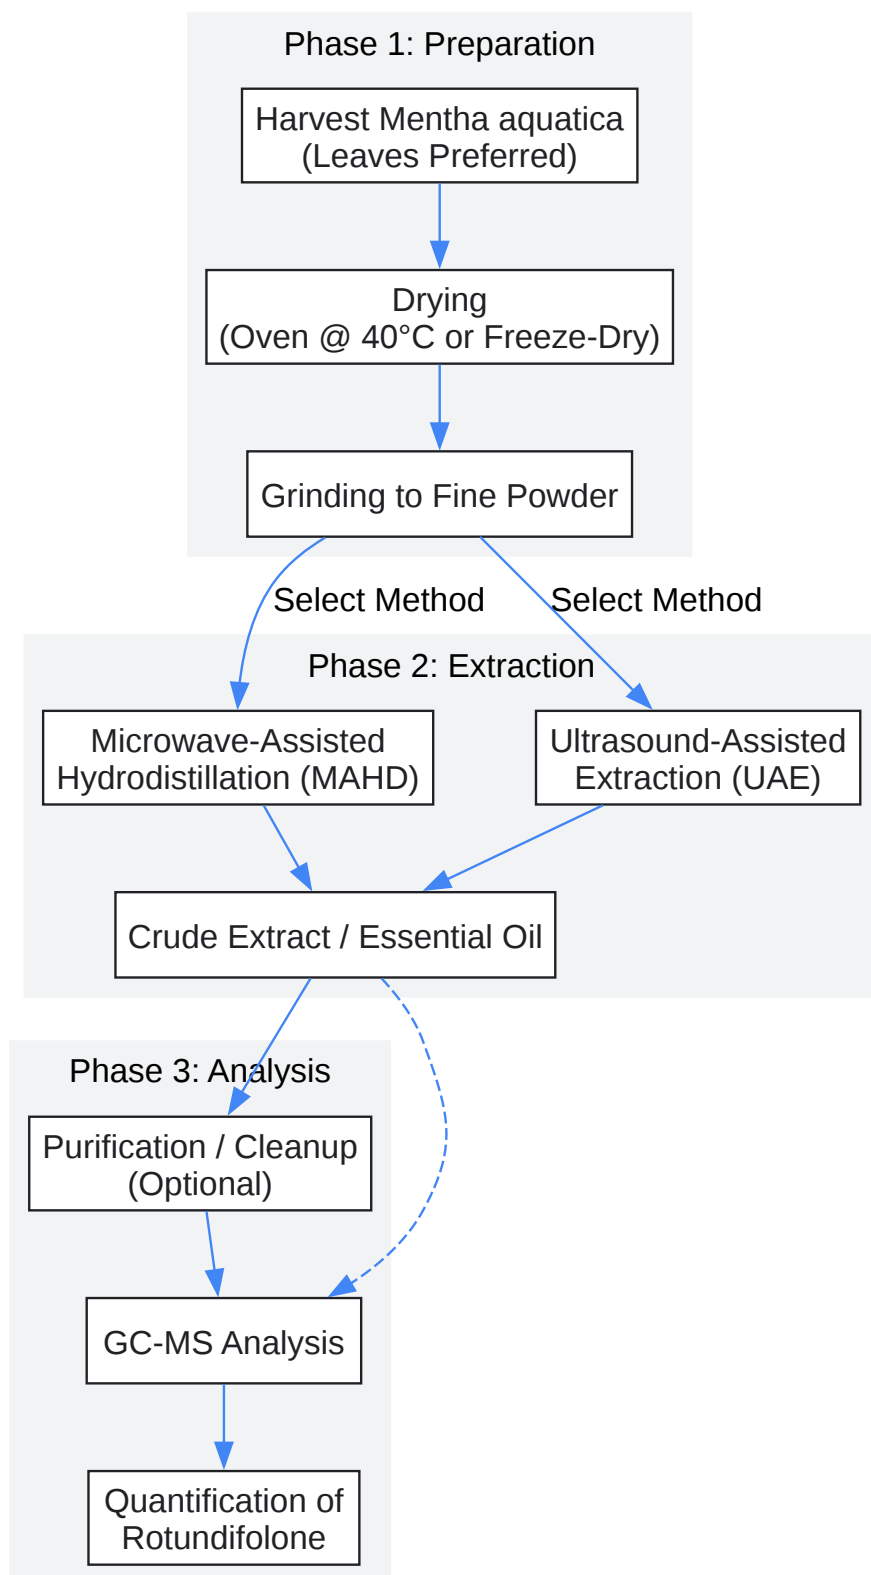 Phase 1: Preparation
Harvest Mentha aquatica
(Leaves Preferred)
Drying
(Oven @ 40°C or Freeze-Dry)
Grinding to Fine Powder
Select Method
Select Method
Phase 2: Extraction
Microwave-Assisted
Hydrodistillation (MAHD)
Ultrasound-Assisted
Extraction (UAE)
Crude Extract / Essential Oil
Phase 3: Analysis
Purification / Cleanup
(Optional)
GC-MS Analysis
Quantification of
Rotundifolone